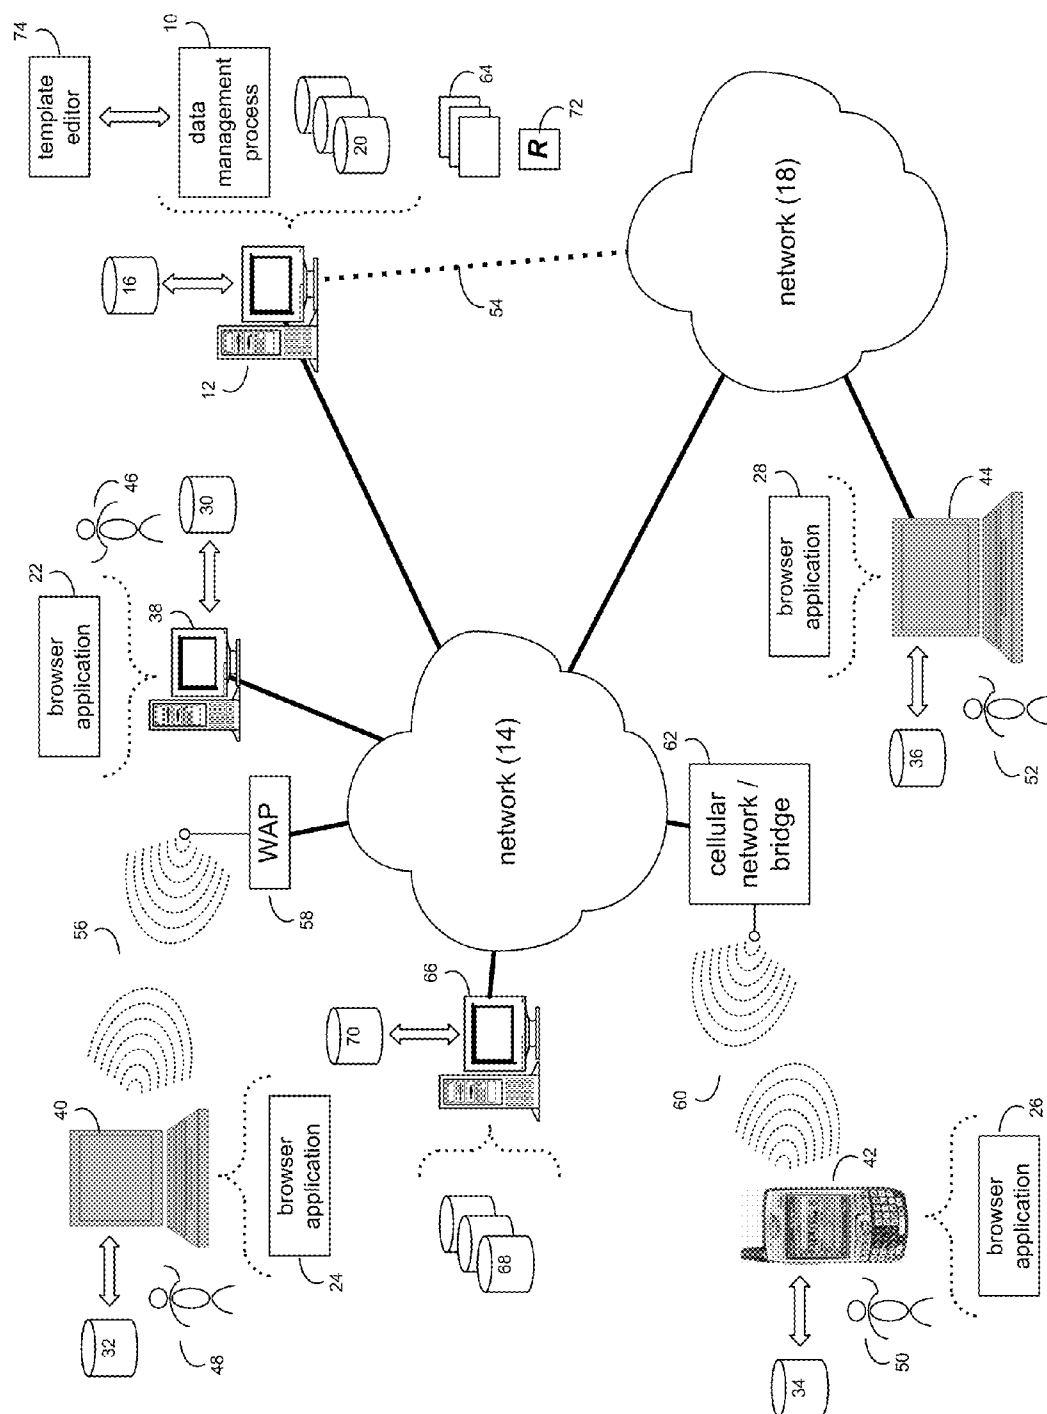 74
template
editor
10
data
management
process
20
64
R
72
16
12
54
network (18)
22
browser
application
38
46
30
56
WAP
58
40
32
48
browser
application
24
network (14)
66
70
68
62
cellular
network /
bridge
60
28
browser
application
44
36
52
42
34
50
browser
application
26